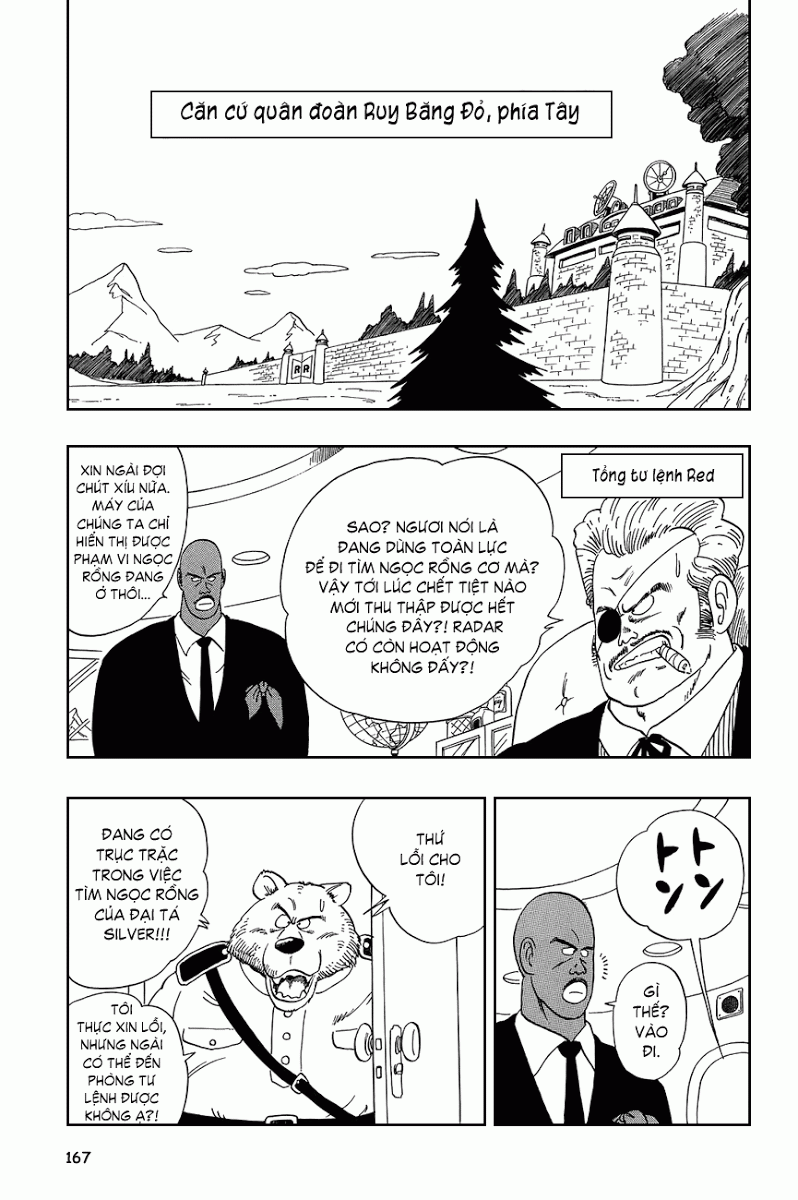 Căn cứ quân đoàn Ruy Băng Đỏ, phía Tây
RR
Tổng tư lệnh Red
SAO? NGƯƠI NÓI LÀ
ĐANG DÙNG TOÀN LỰC
ĐỂ ĐI TÌM NGỌC RỒNG CƠ MÀ?
VẬY TỚI LÚC CHẾT TIỆT NÀO
MỚI THU THẬP ĐƯỢC HẾT
CHÚNG ĐÂY?! RADAR
CÓ CÒN HOẠT ĐỘNG
KHÔNG ĐẤY?!
XIN NGÀI ĐỢI
CHÚT XÍU NỮA.
MÁY CỦA
CHÚNG TA CHỈ
HIỂN THỊ ĐƯỢC
PHẠM VI NGỌC
RỒNG ĐANG
Ở THÔI...
トントン
GÌ
THẾ? VÀO
ĐI.
THỨ
LỖI CHO
TÔI!
ĐANG CÓ
TRỤC TRẶC
TRONG VIỆC
TÌM NGỌC RỒNG
CỦA ĐẠI TÁ
SILVER!!!
TÔI
THỰC XIN LỖI,
NHƯNG NGÀI
CÓ THỂ ĐẾN
PHÒNG TƯ
LỆNH ĐƯỢC
KHÔNG Ạ?!
167